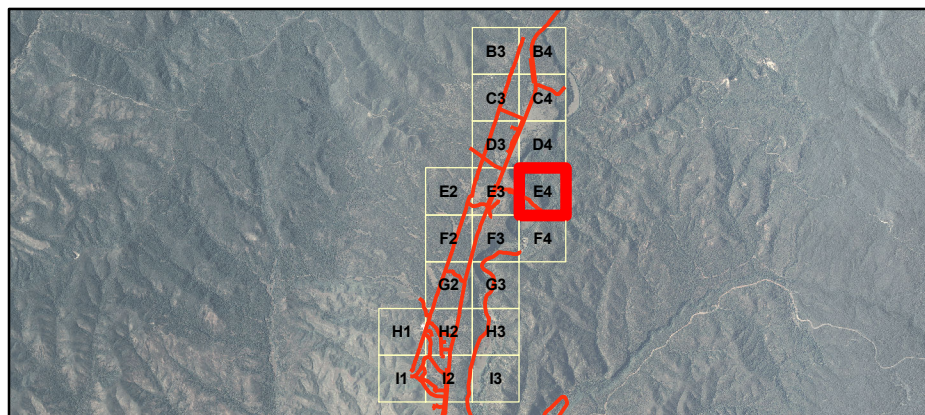 B3 B4
C3 C4
D3 D4
E2 E3 E4
F2 F3 F4
G2 G3
H1 H2 H3
I1 I2 I3